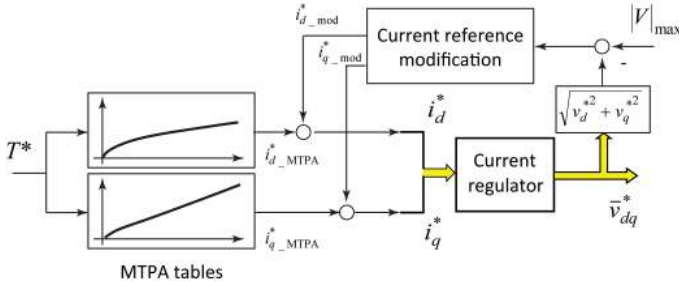 i*d_mod
i*q_mod
Current reference
modification
|V|max
-
√(v*d² + v*q²)
T*
i*d_MTPA
i*q_MTPA
i*d
i*q
Current
regulator
v̄*dq
MTPA tables